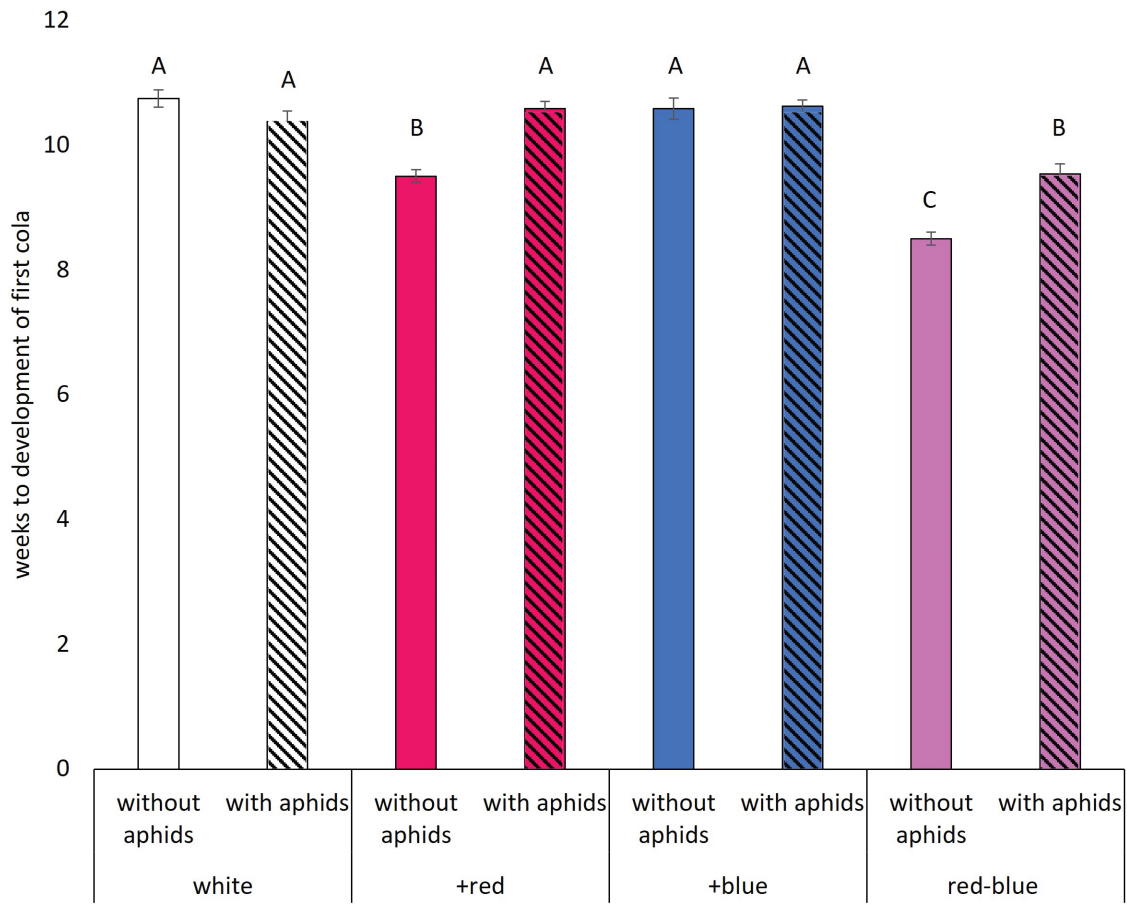 12
10
8
6
4
2
0
weeks to development of first cola
A
A
B
A
A
A
C
B
without
aphids
with aphids
without
aphids
with aphids
without
aphids
with aphids
without
aphids
with aphids
white
+red
+blue
red-blue